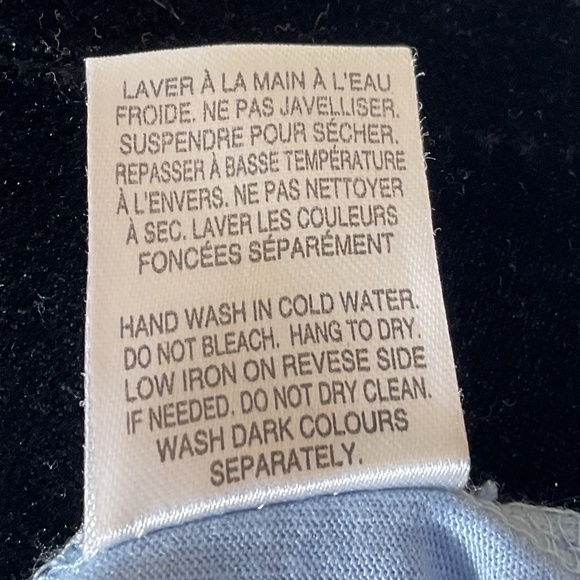 LAVER À LA MAIN À L'EAU
FROIDE. NE PAS JAVELLISER.
SUSPENDRE POUR SÉCHER.
REPASSER À BASSE TEMPÉRATURE
À L'ENVERS. NE PAS NETTOYER
À SEC. LAVER LES COULEURS
FONCÉES SÉPARÉMENT
HAND WASH IN COLD WATER.
DO NOT BLEACH. HANG TO DRY.
LOW IRON ON REVESE SIDE
IF NEEDED. DO NOT DRY CLEAN.
WASH DARK COLOURS
SEPARATELY.